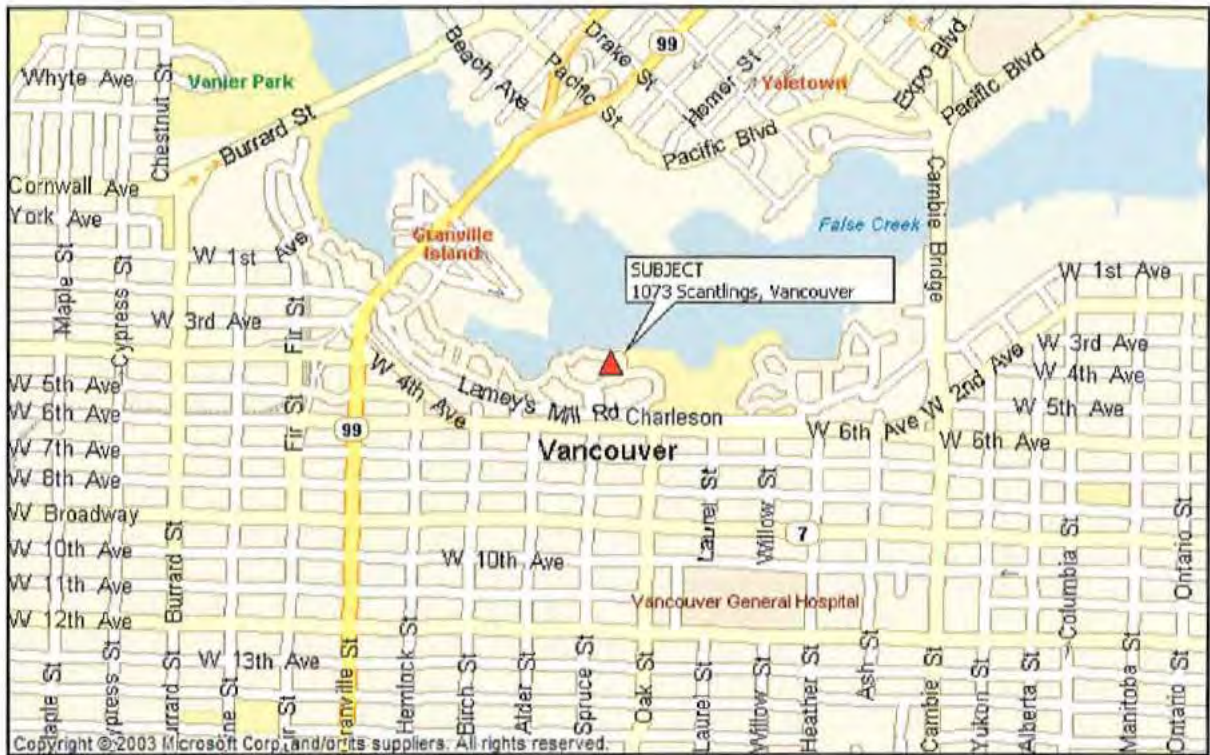 99
Whyte Ave
Vanier Park
Chestnut St
Burrard St
Beach Ave
Drake St
Pacific St
Homer St
Yaletown
Expo Blvd
Pacific Blvd
Pacific Blvd
Cornwall Ave
York Ave
Granville
Island
False Creek
Cambie Bridge
W 1st Ave
SUBJECT
1073 Scantlings, Vancouver
W 1st Ave
Maple St
Cypress St
W 3rd Ave
Fir St
W 3rd Ave
W 4th Ave
Lamey's Mill Rd
W 2nd Ave
W 4th Ave
W 5th Ave
W 6th Ave
Fir St
Charleson
W 5th Ave
99
W 6th Ave
W 6th Ave
W 7th Ave
Vancouver
W 8th Ave
Laurel St
Willow St
W Broadway
7
Burrard St
W 10th Ave
W 10th Ave
Columbia St
Ontario St
W 11th Ave
Vancouver General Hospital
W 12th Ave
W 13th Ave
Maple St
Cypress St
Burrard St
St
St
Granville St
Hemlock St
Birch St
Alder St
Spruce St
Oak St
Laurel St
Willow St
Heather St
Ash St
Cambie St
Yukon St
Alberta St
Manitoba St
Ontario St
Copyright © 2003 Microsoft Corp. and/or its suppliers. All rights reserved.